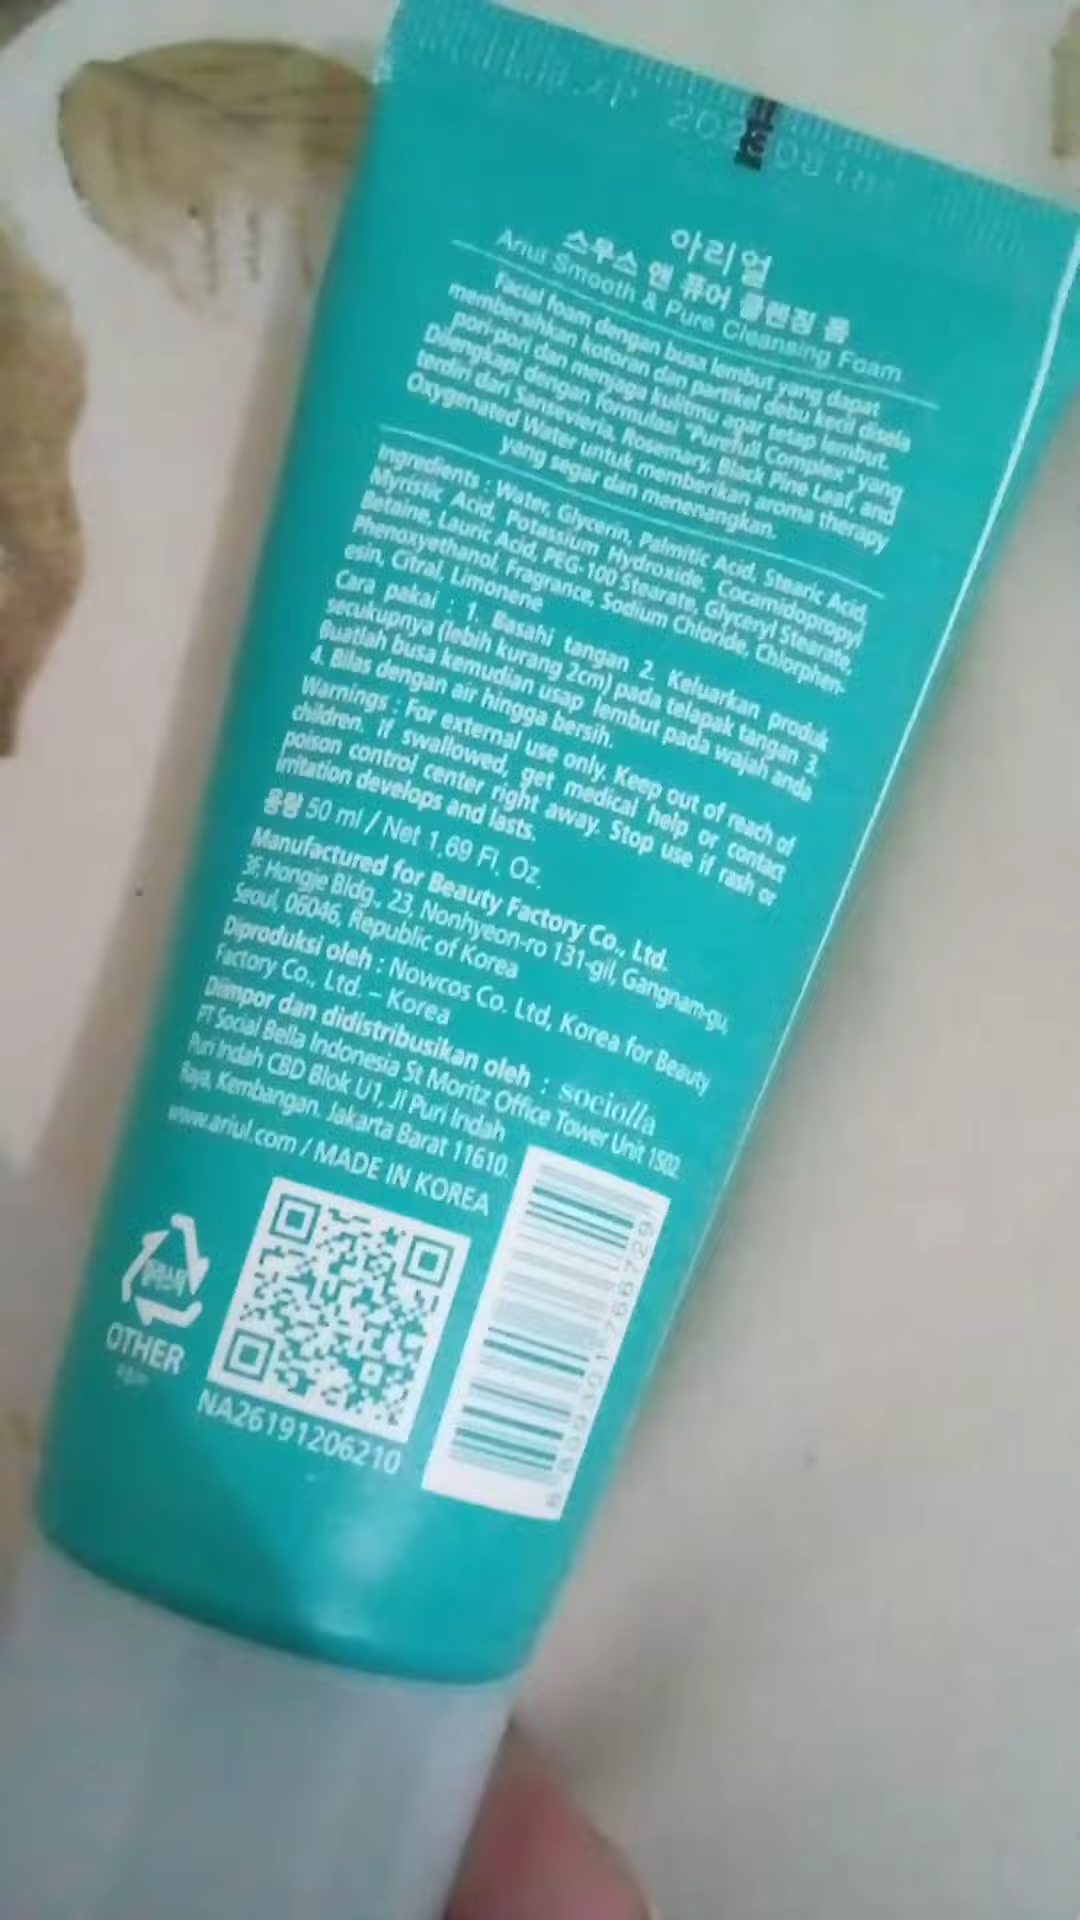 아리얼
스무스 앤 퓨어 클렌징 폼
Ariul Smooth & Pure Cleansing Foam
Facial foam dengan busa lembut yang dapat
membersihkan kotoran dan partikel debu kecil disela
pori-pori dan menjaga kulitmu agar tetap lembut.
Dilengkapi dengan formulasi "Purefull Complex" yang
terdiri dari Sansevieria, Rosemary, Black Pine Leaf, and
Oxygenated Water untuk memberikan aroma therapy
yang segar dan menenangkan.
Ingredients : Water, Glycerin, Palmitic Acid, Stearic Acid,
Myristic Acid, Potassium Hydroxide, Cocamidopropyl
Betaine, Lauric Acid, PEG-100 Stearate, Glyceryl Stearate,
Phenoxyethanol, Fragrance, Sodium Chloride, Chlorphen-
esin, Citral, Limonene
Cara pakai : 1. Basahi tangan 2. Keluarkan produk
secukupnya (lebih kurang 2cm) pada telapak tangan 3.
Buatlah busa kemudian usap lembut pada wajah anda
4. Bilas dengan air hingga bersih.
Warnings : For external use only. Keep out of reach of
children. If swallowed, get medical help or contact
poison control center right away. Stop use if rash or
irritation develops and lasts.
용량 50 ml / Net 1.69 Fl. Oz.
Manufactured for Beauty Factory Co., Ltd.
3F, Hongje Bldg., 23, Nonhyeon-ro 131-gil, Gangnam-gu,
Seoul, 06046, Republic of Korea
Diproduksi oleh : Nowcos Co. Ltd, Korea for Beauty
Factory Co., Ltd. – Korea
Diimpor dan didistribusikan oleh : sociolla
PT Social Bella Indonesia St Moritz Office Tower Unit 1502
Puri Indah CBD Blok U1, Jl Puri Indah
Raya, Kembangan. Jakarta Barat 11610.
www.ariul.com / MADE IN KOREA
OTHER
NA26191206210